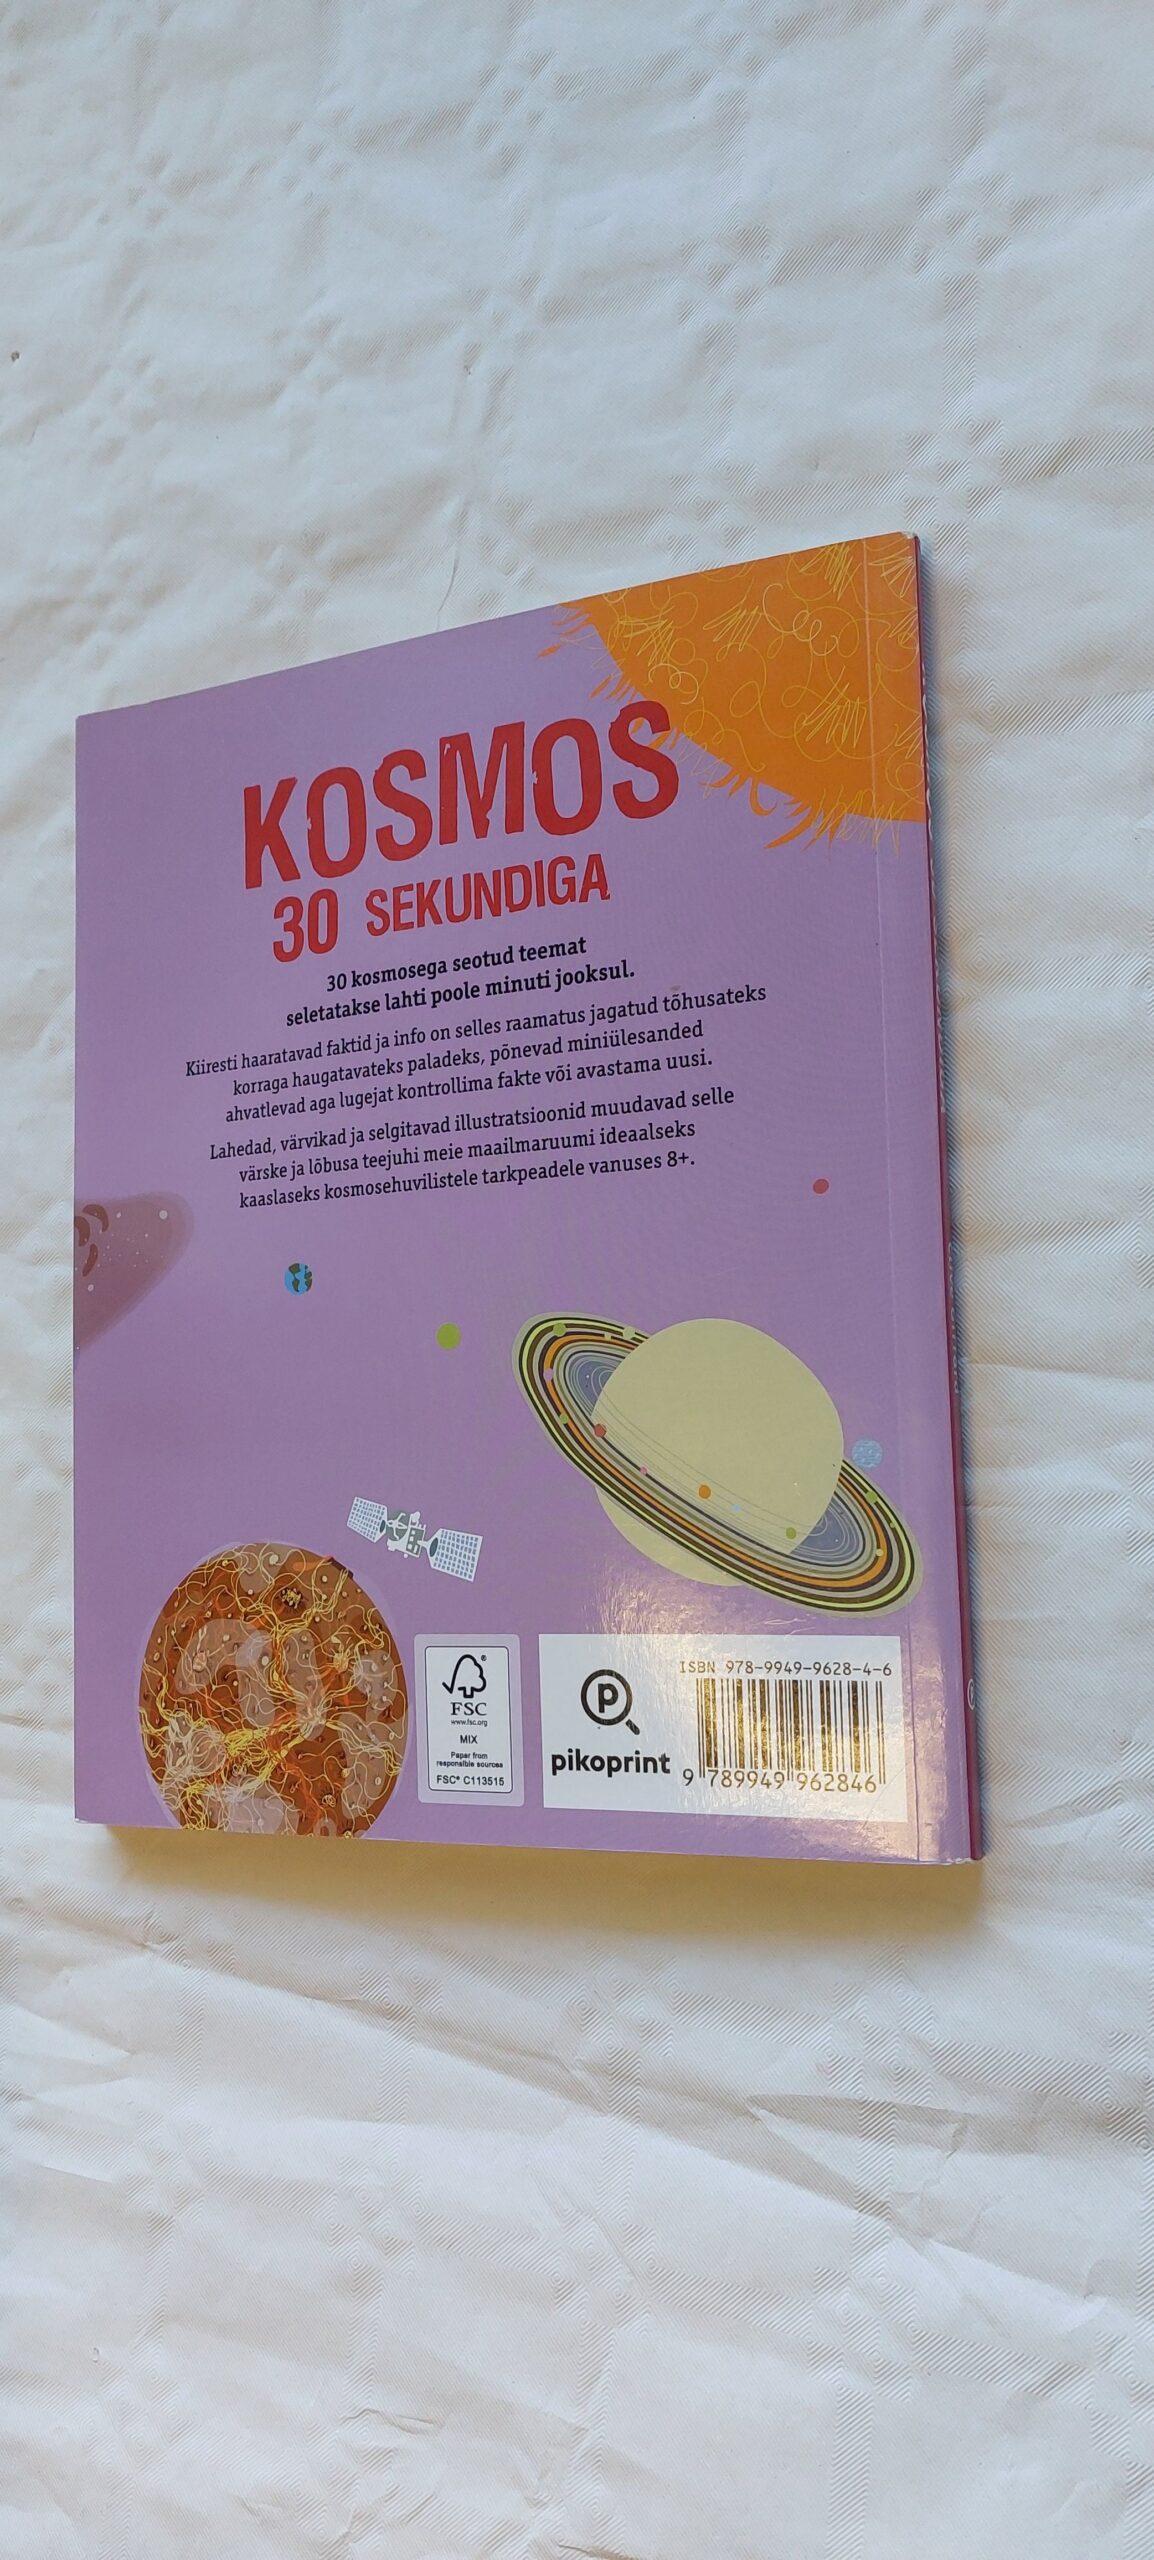 KOSMOS
30 SEKUNDIGA
30 kosmosega seotud teemat
seletatakse lahti poole minuti jooksul.
Kiiresti haaratavad faktid ja info on selles raamatus jagatud tõhusateks
korraga haugatavateks paladeks, põnevad miniülesanded
ahvatlevad aga lugejat kontrollima fakte või avastama uusi.
Lahedad, värvikad ja selgitavad illustratsioonid muudavad selle
värske ja lõbusa teejuhi meie maailmaruumi ideaalseks
kaaslaseks kosmosehuvilistele tarkpeadele vanuses 8+.
FSC
www.fsc.org
MIX
Paper from
responsible sources
FSC® C113515
pikoprint
ISBN 978-9949-9628-4-6
9 789949 962846